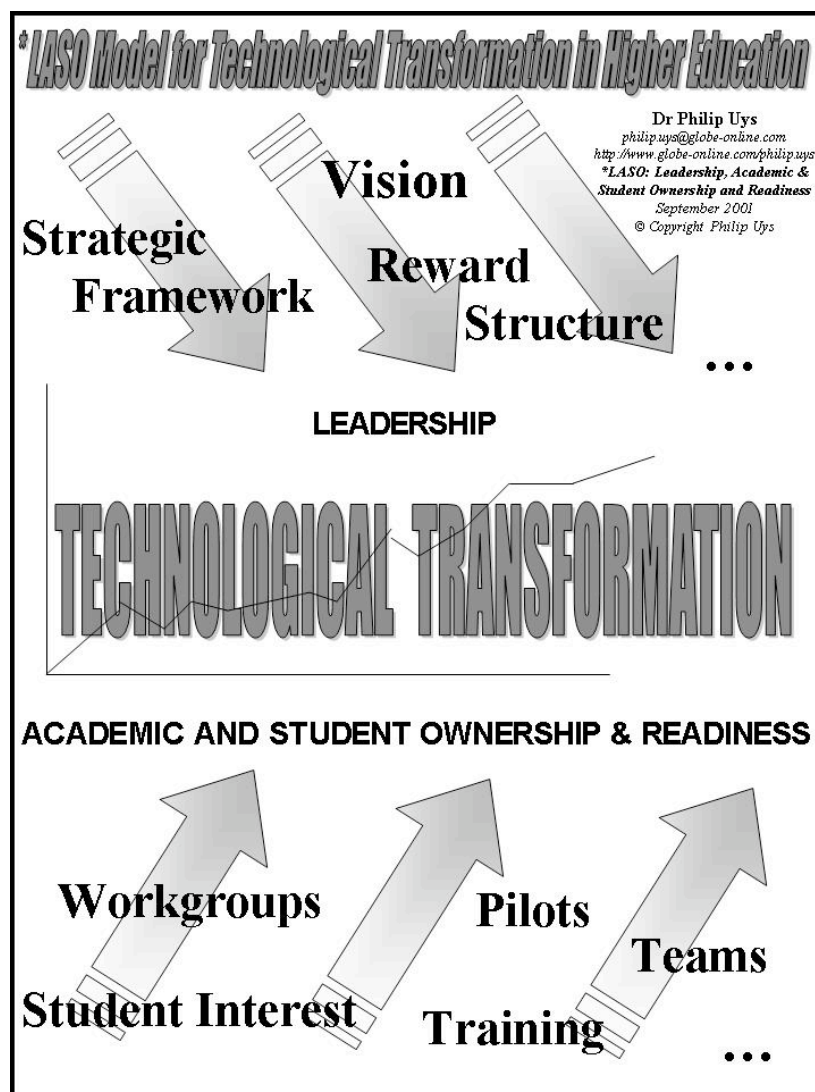 *LASO Model for Technological Transformation in Higher Education
Dr Philip Uys
philip.uys@globe-online.com
http://www.globe-online.com/philip.uys
*LASO: Leadership, Academic &
Student Ownership and Readiness
September 2001
© Copyright Philip Uys
Vision
Strategic
Framework
Reward
Structure
...
LEADERSHIP
TECHNOLOGICAL TRANSFORMATION
ACADEMIC AND STUDENT OWNERSHIP & READINESS
Workgroups
Pilots
Teams
Student Interest
Training
...